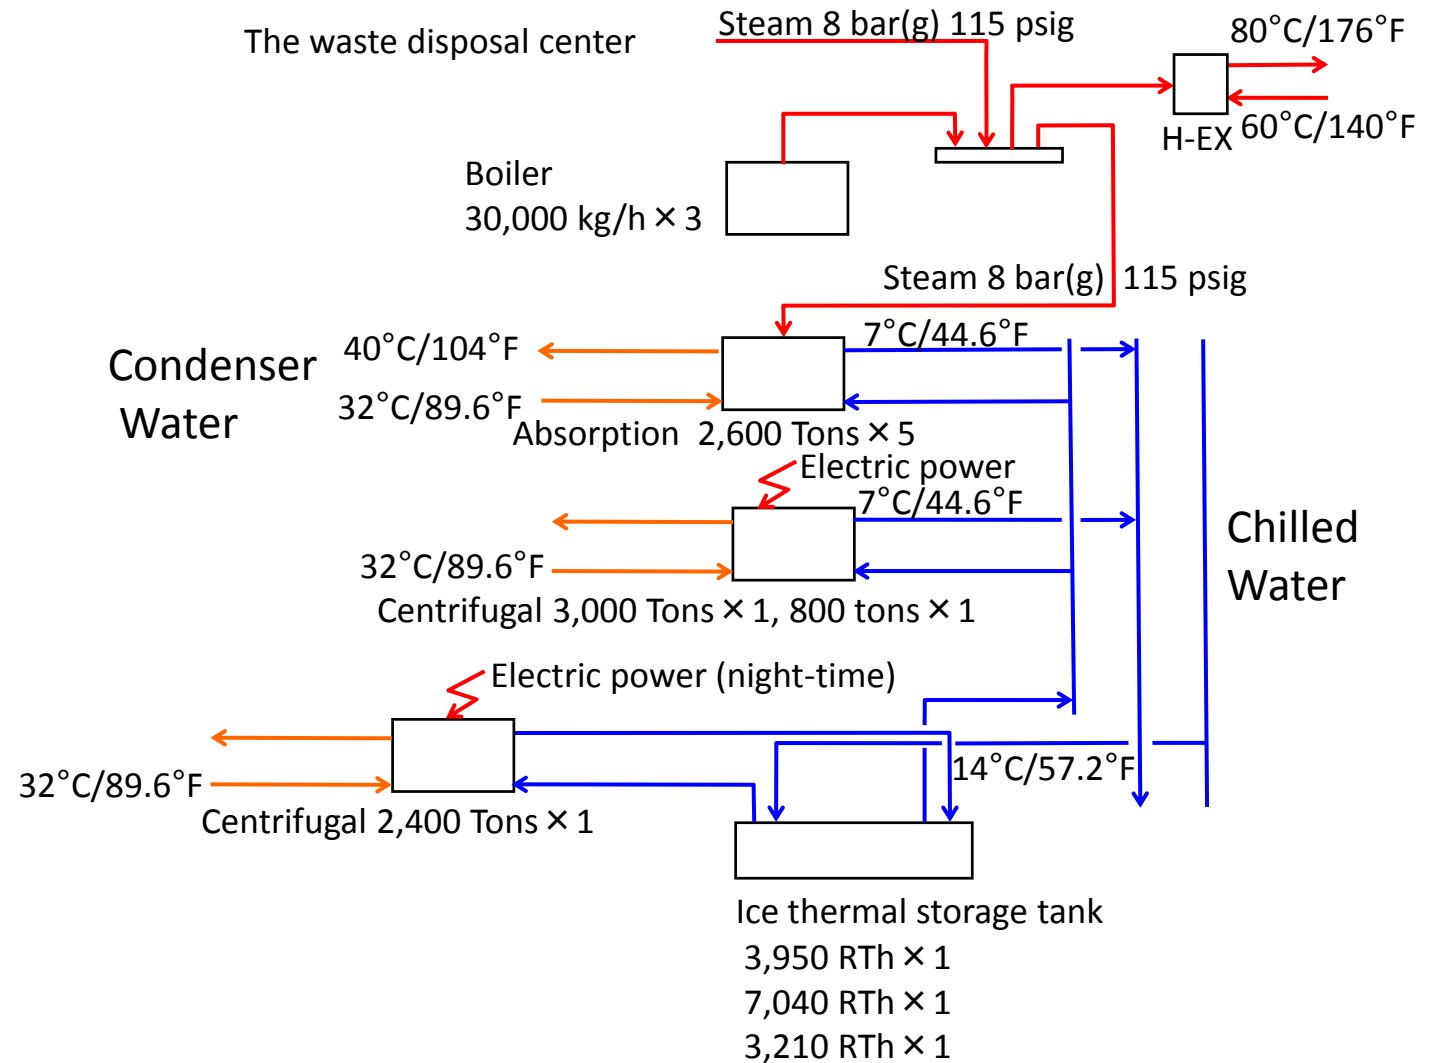 The waste disposal center
Steam 8 bar(g) 115 psig
80°C/176°F
H-EX
60°C/140°F
Boiler
30,000 kg/h × 3
Steam 8 bar(g) 115 psig
Condenser
Water
40°C/104°F
7°C/44.6°F
32°C/89.6°F
Absorption 2,600 Tons × 5
Electric power
7°C/44.6°F
32°C/89.6°F
Chilled
Water
Centrifugal 3,000 Tons × 1, 800 tons × 1
Electric power (night-time)
32°C/89.6°F
14°C/57.2°F
Centrifugal 2,400 Tons × 1
Ice thermal storage tank
3,950 RTh × 1
7,040 RTh × 1
3,210 RTh × 1